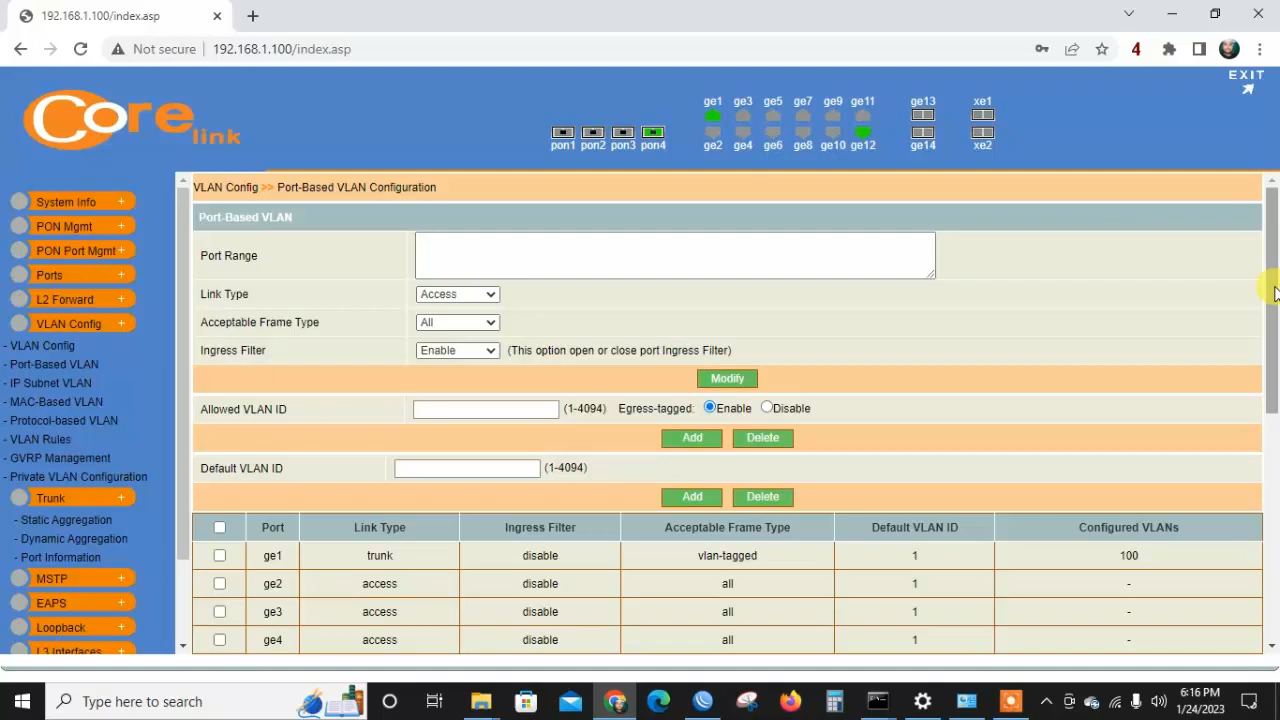 192.168.1.100/index.asp
Not secure 192.168.1.100/index.asp
4
EXIT
Core link
ge1 ge3 ge5 ge7 ge9 ge11 ge13 xe1
pon1 pon2 pon3 pon4 ge2 ge4 ge6 ge8 ge10 ge12 ge14 xe2
System Info +
PON Mgmt +
PON Port Mgmt +
Ports +
L2 Forward +
VLAN Config +
- VLAN Config
- Port-Based VLAN
- IP Subnet VLAN
- MAC-Based VLAN
- Protocol-based VLAN
- VLAN Rules
- GVRP Management
- Private VLAN Configuration
Trunk +
- Static Aggregation
- Dynamic Aggregation
- Port Information
MSTP +
EAPS +
Loopback +
L3 Interfaces +
VLAN Config >> Port-Based VLAN Configuration
Port-Based VLAN
Port Range
Link Type Access
Acceptable Frame Type All
Ingress Filter Enable (This option open or close port Ingress Filter)
Modify
Allowed VLAN ID (1-4094) Egress-tagged: Enable Disable
Add Delete
Default VLAN ID (1-4094)
Add Delete
Port Link Type Ingress Filter Acceptable Frame Type Default VLAN ID Configured VLANs
ge1 trunk disable vlan-tagged 1 100
ge2 access disable all 1 -
ge3 access disable all 1 -
ge4 access disable all 1 -
Type here to search
6:16 PM
1/24/2023